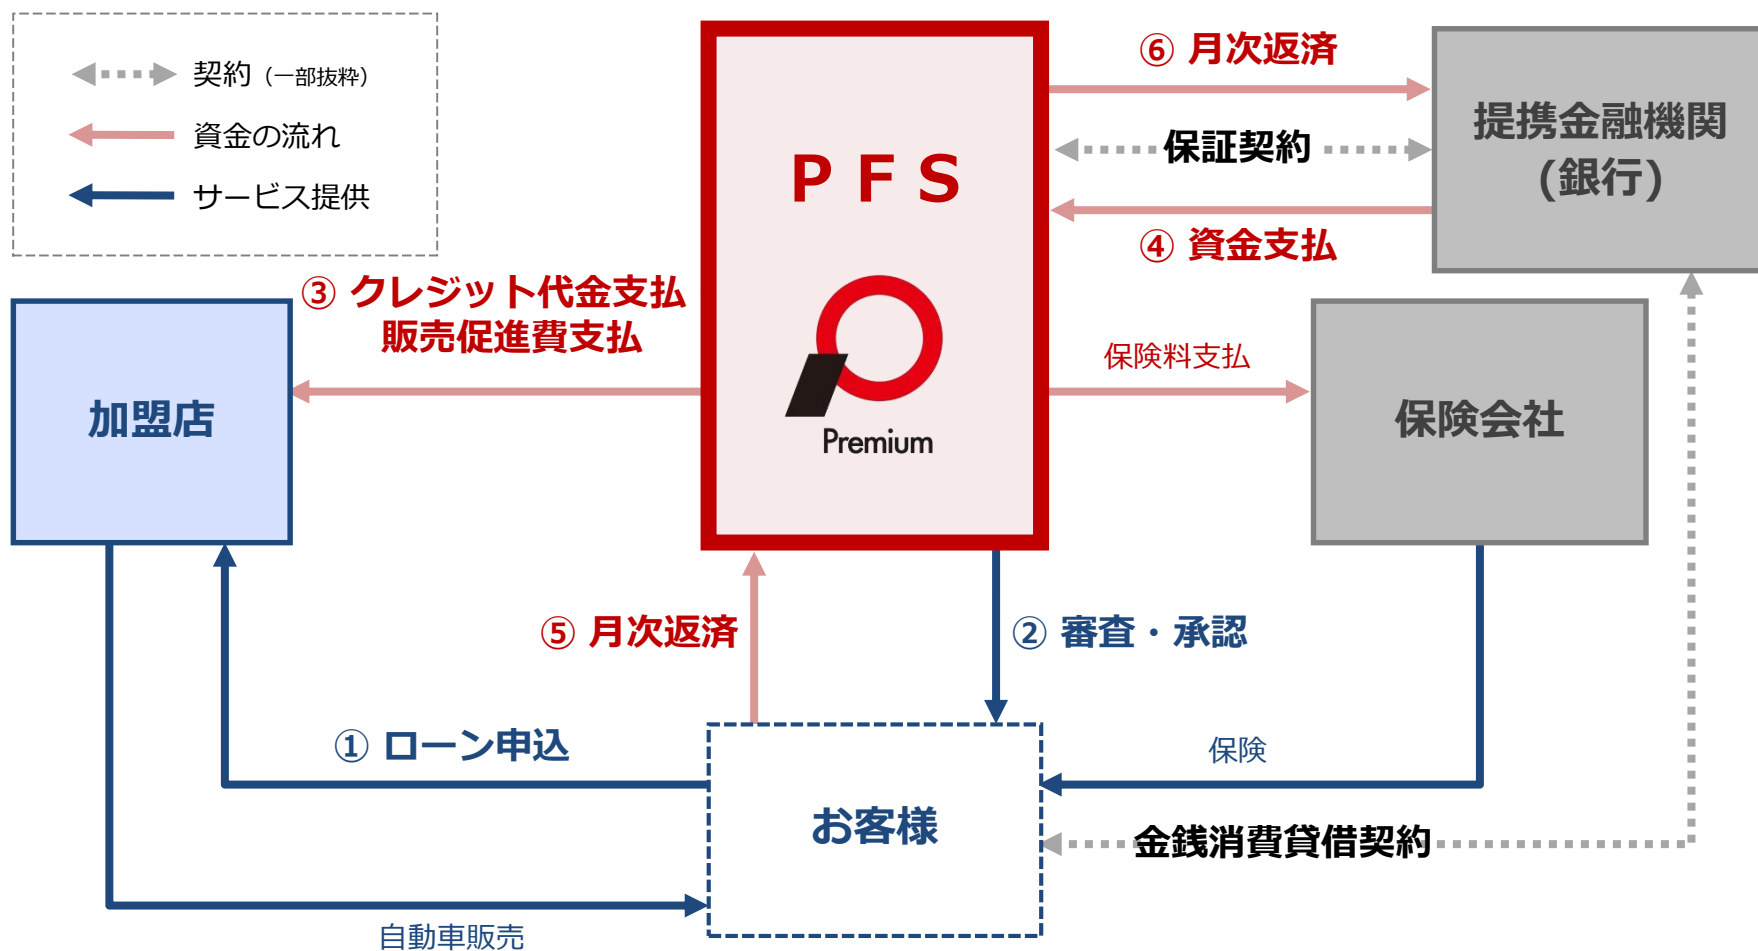 契約（一部抜粋）
資金の流れ
サービス提供
PFS
Premium
⑥ 月次返済
保証契約
④ 資金支払
提携金融機関
(銀行)
③ クレジット代金支払
販売促進費支払
加盟店
保険料支払
保険会社
⑤ 月次返済
② 審査・承認
① ローン申込
保険
お客様
金銭消費貸借契約
自動車販売